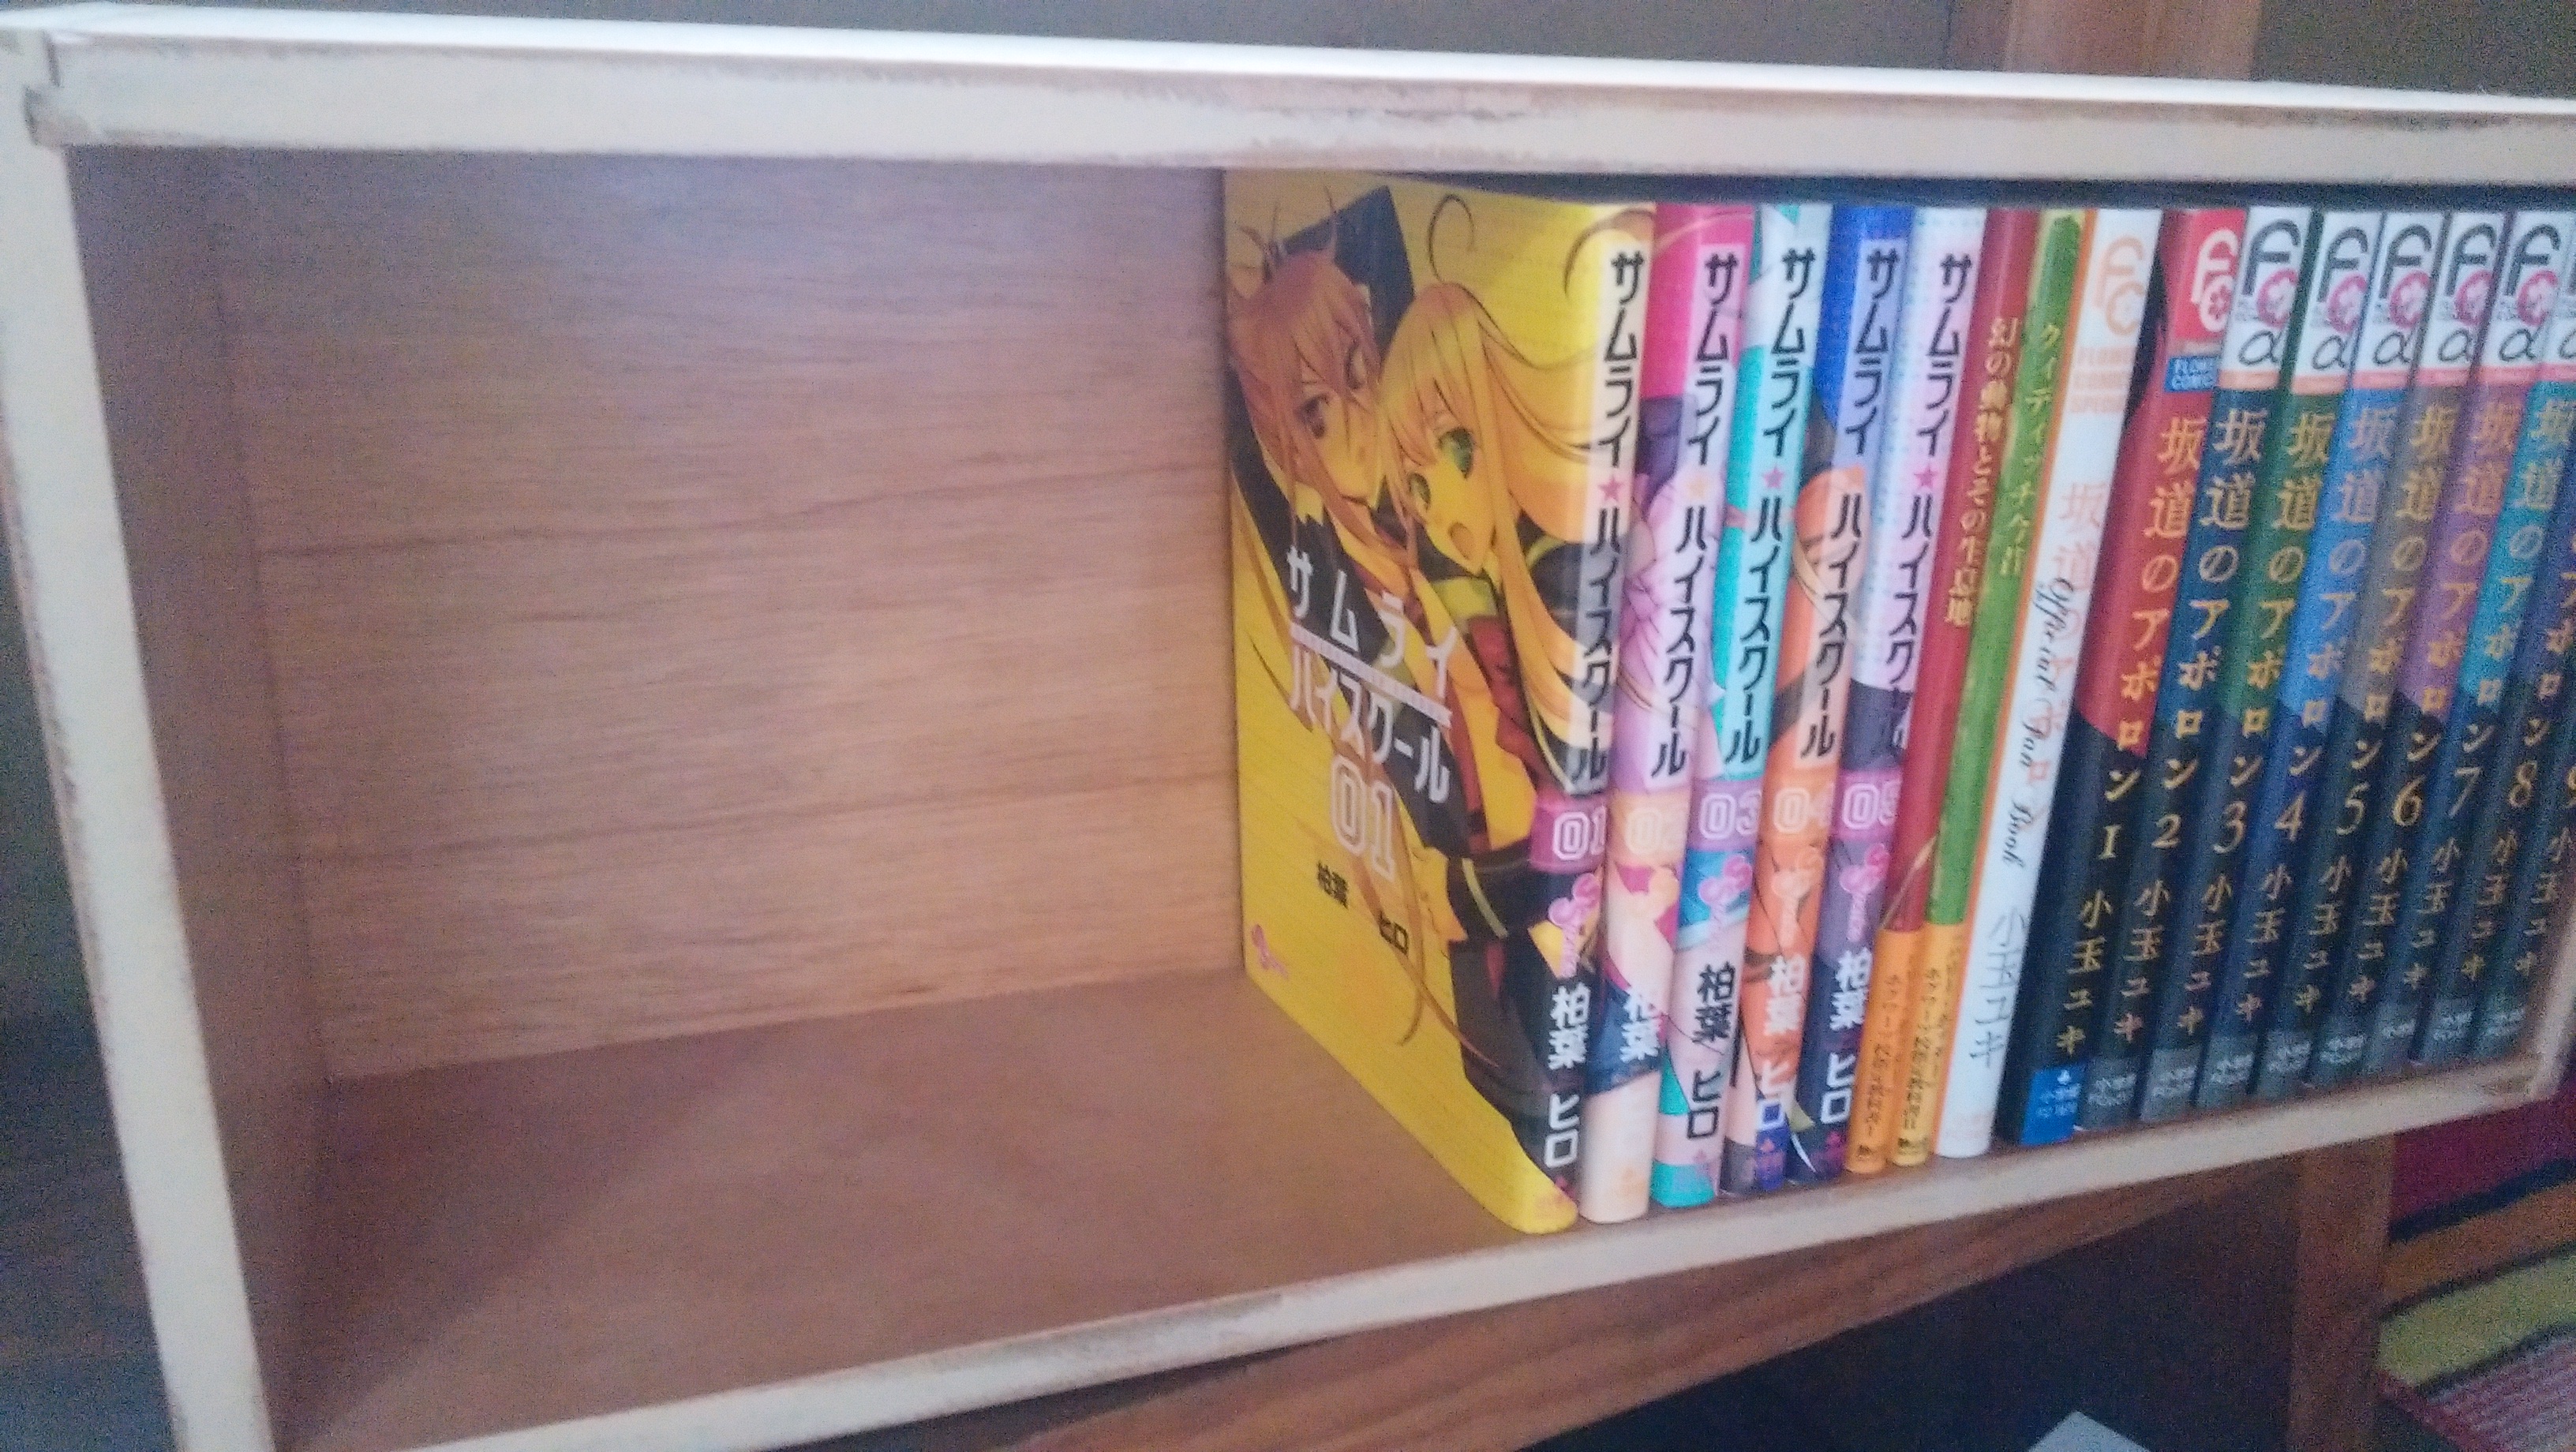 サムライ
ハイスクール
01
柏葉 ヒロ
サムライ★ハイスクール 01 柏葉 ヒロ
サムライ★ハイスクール 02 柏葉
サムライ★ハイスクール 03 柏葉 ヒロ
サムライ ハイスクール 04 柏葉 ヒロ
サムライ★ハイスクール 05 柏葉 ヒロ
幻の動物とその生息地
クィディッチ今昔
坂道 Official Fan Book 小玉ユキ
坂道のアポロン 1 小玉ユキ
坂道のアポロン 2 小玉ユキ
坂道のアポロン 3 小玉ユキ
坂道のアポロン 4 小玉ユキ
坂道のアポロン 5 小玉ユキ
坂道のアポロン 6 小玉ユキ
坂道のアポロン 7 小玉ユキ
坂道のアポロン 8 小玉ユキ